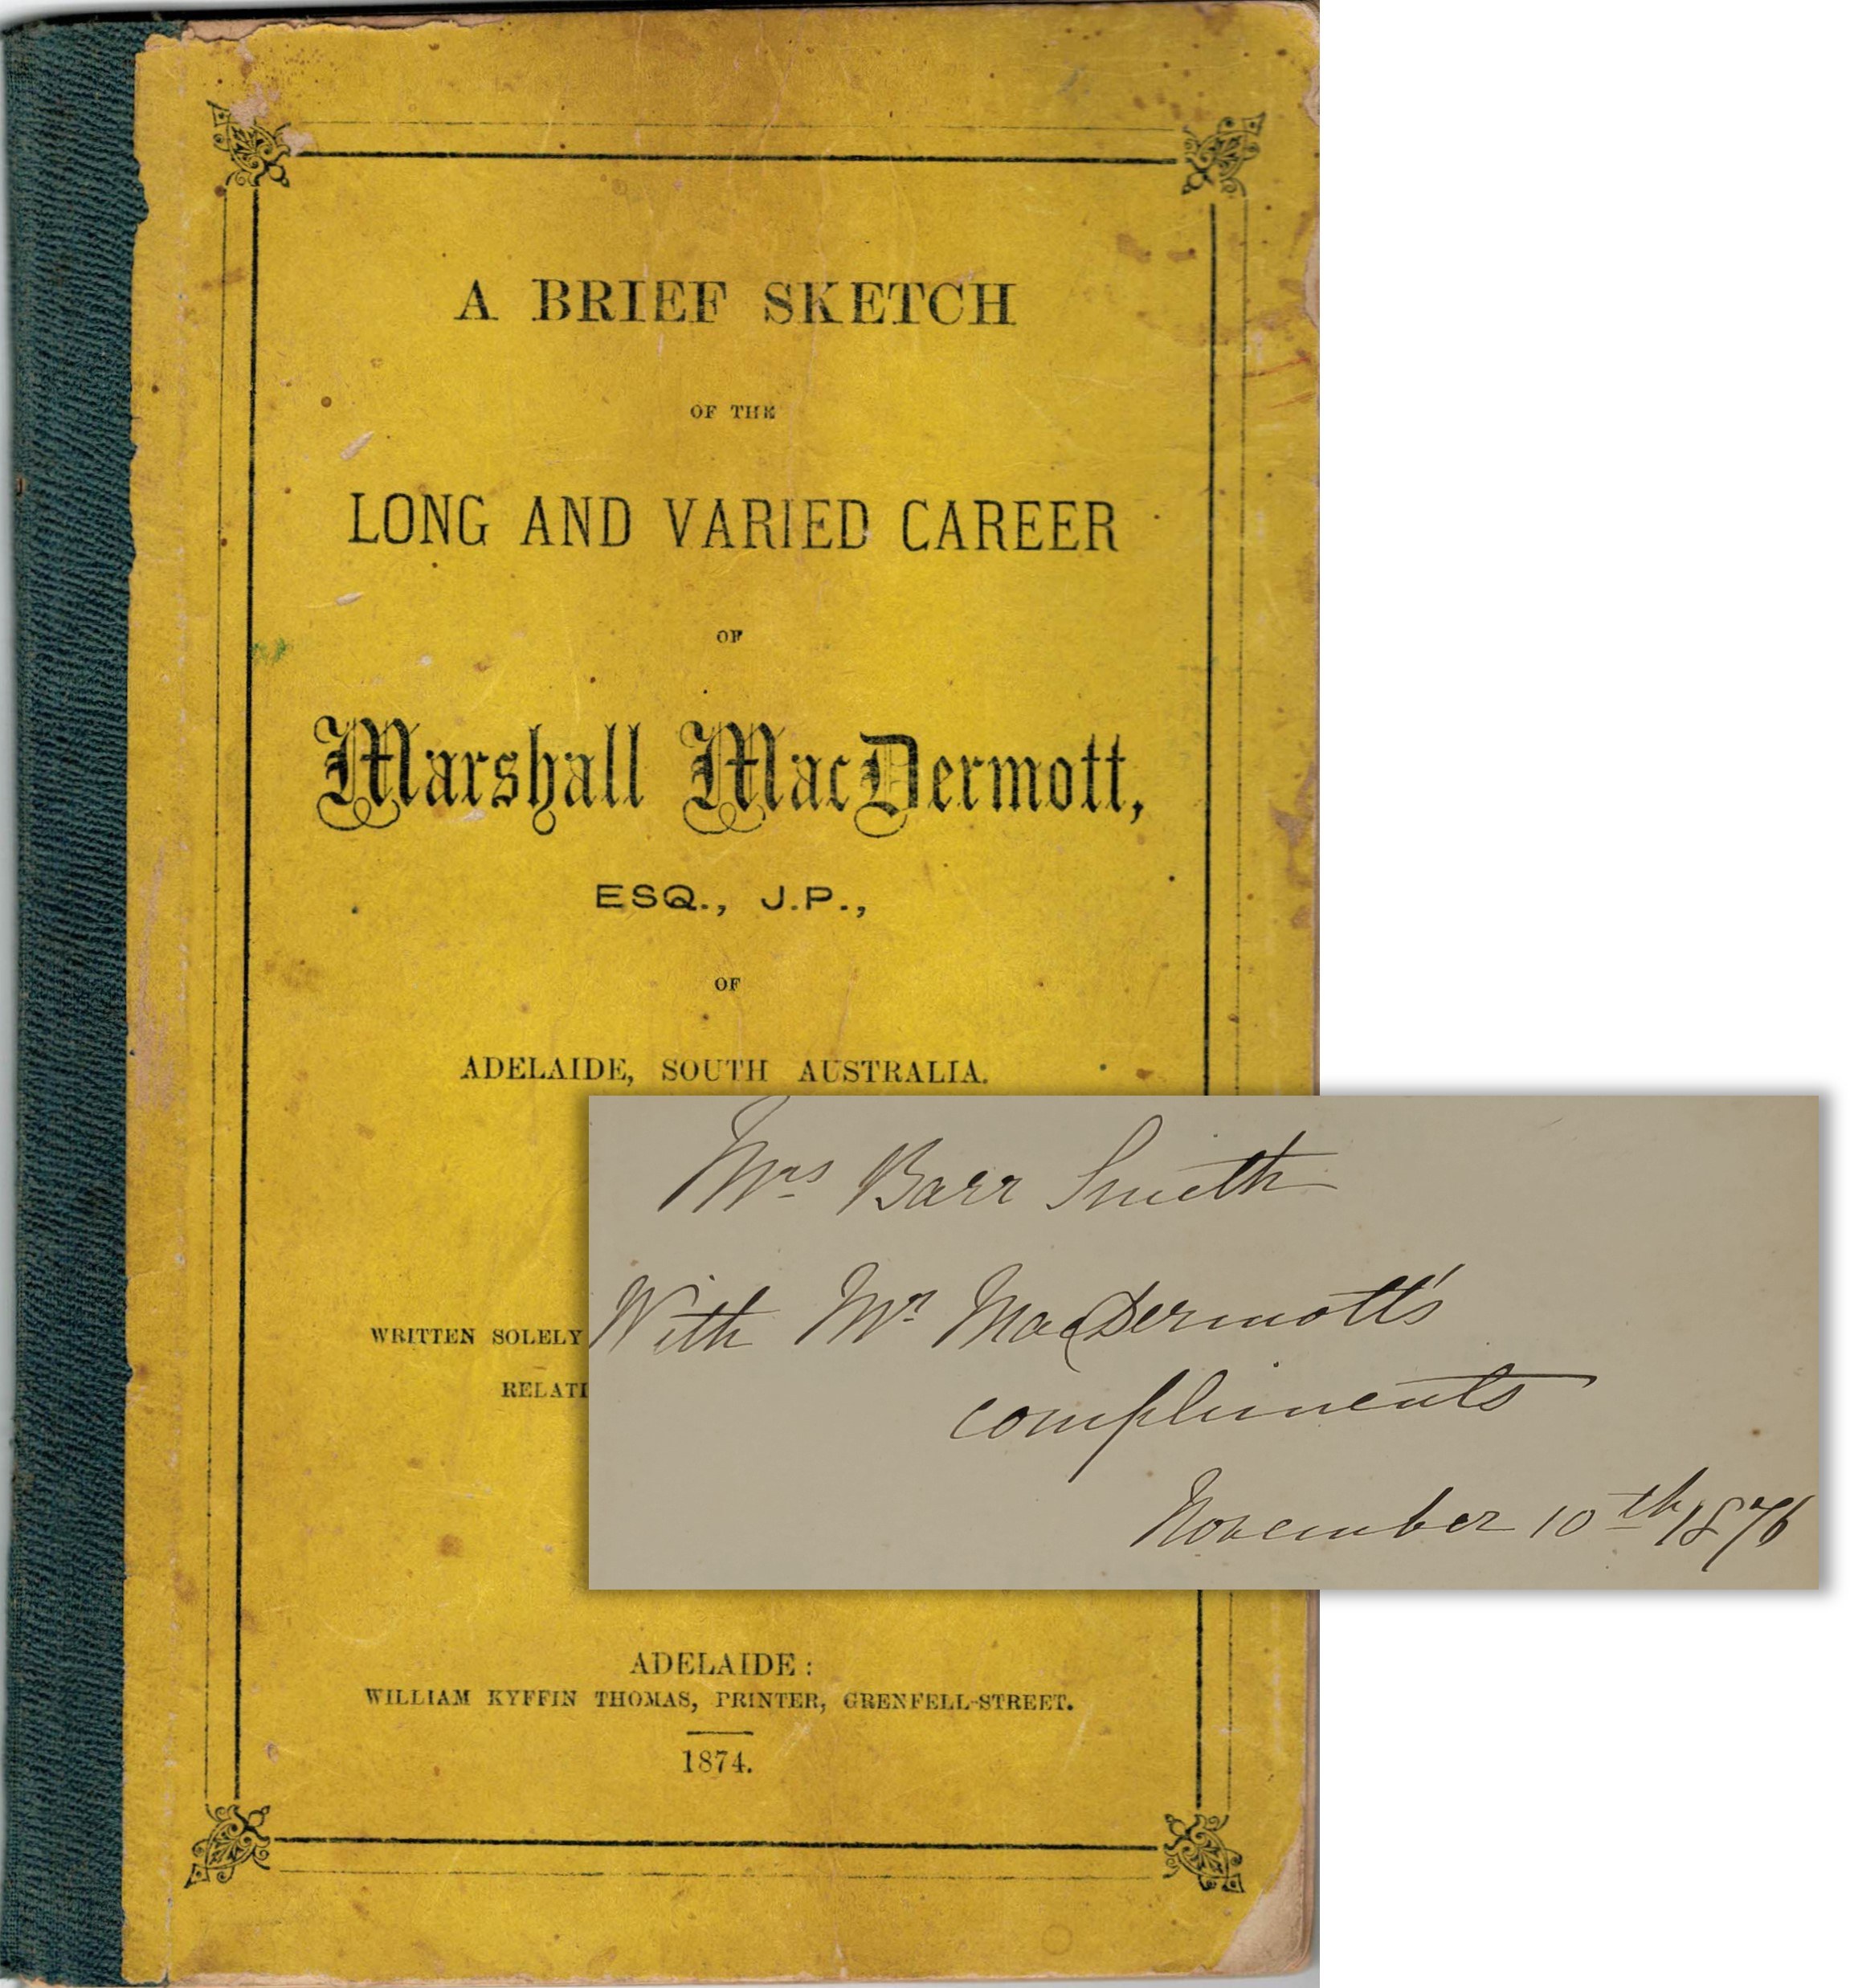 A BRIEF SKETCH
OF THE
LONG AND VARIED CAREER
OF
Marshall MacDermott,
ESQ., J.P.,
OF
ADELAIDE, SOUTH AUSTRALIA.
WRITTEN SOLELY
RELATI
Mrs Barr Smith
With Mr MacDermott's
compliments
November 10th 1876
ADELAIDE:
WILLIAM KYFFIN THOMAS, PRINTER, GRENFELL-STREET.
1874.